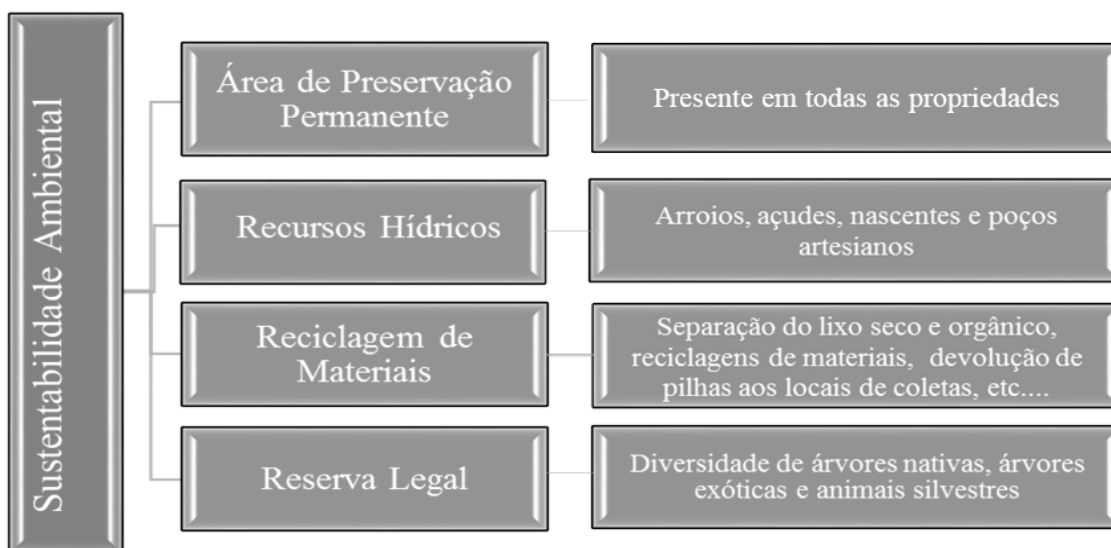 Sustentabilidade Ambiental
Área de Preservação
Permanente
Presente em todas as propriedades
Recursos Hídricos
Arroios, açudes, nascentes e poços
artesianos
Reciclagem de
Materiais
Separação do lixo seco e orgânico,
reciclagens de materiais, devolução de
pilhas aos locais de coletas, etc....
Reserva Legal
Diversidade de árvores nativas, árvores
exóticas e animais silvestres